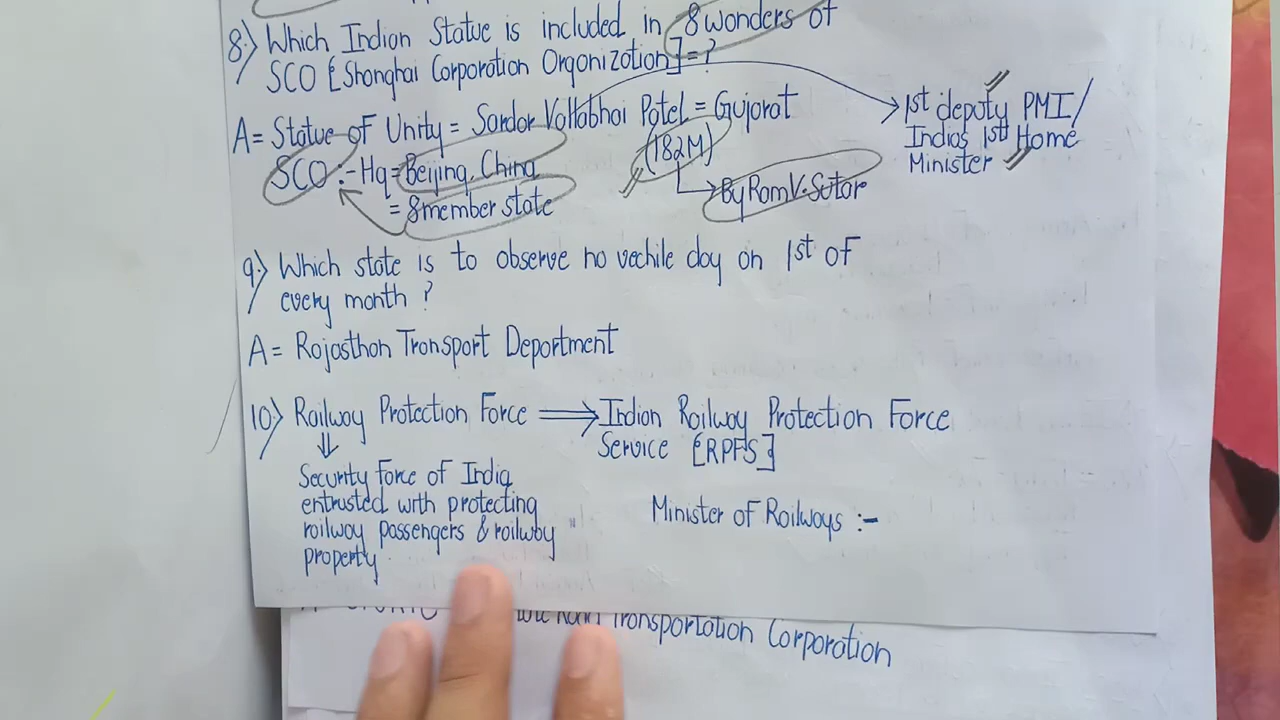 8) Which Indian Statue is included in 8 wonders of
SCO [Shanghai Corporation Organization] = ?
A = Statue of Unity = Sardar Vallabhai Patel = Gujarat
(182M)
By Ram V. Sutar
1st deputy PMI/
Indias 1st Home
Minister
SCO :- Hq = Beijing, China
= 8 member state
9) Which state is to observe no vechile day on 1st of
every month ?
A = Rajasthan Transport Department
10) Railway Protection Force ⇒ Indian Railway Protection Force
Service [RPFS]
Security force of India
entrusted with protecting
railway passengers & railway
property
Minister of Railways :-
Transportation Corporation